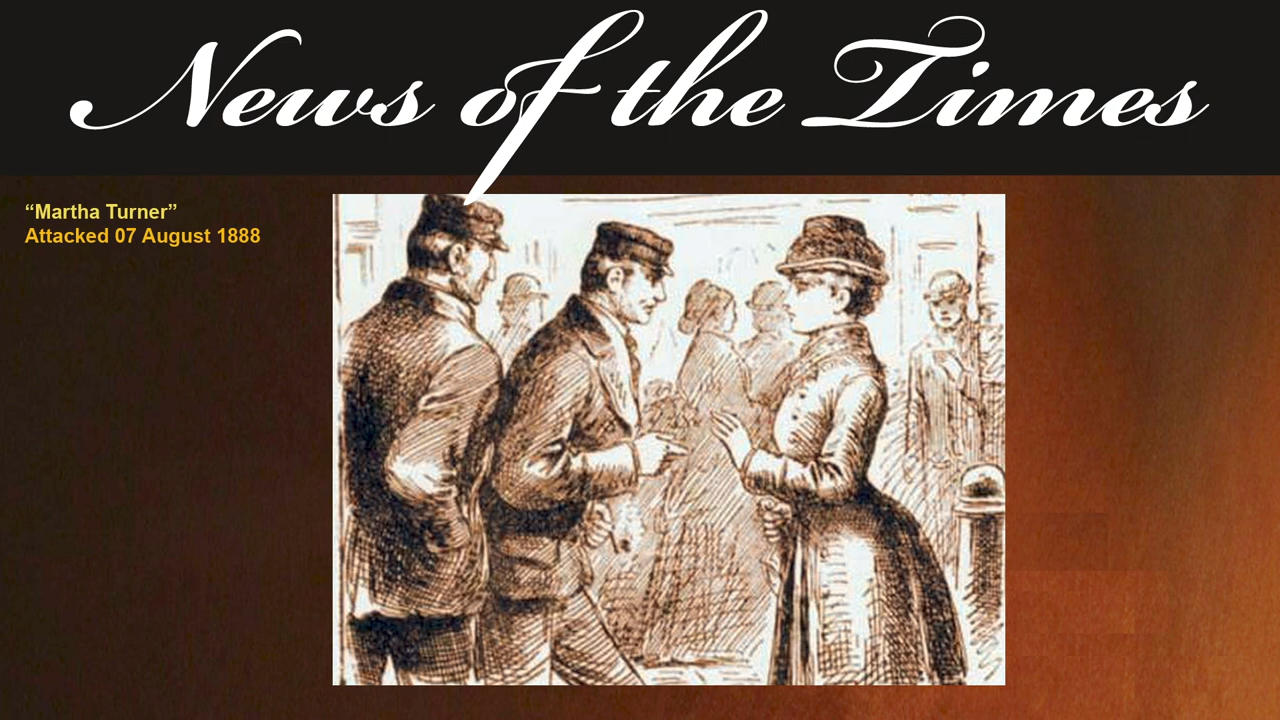 News of the Times
“Martha Turner”
Attacked 07 August 1888